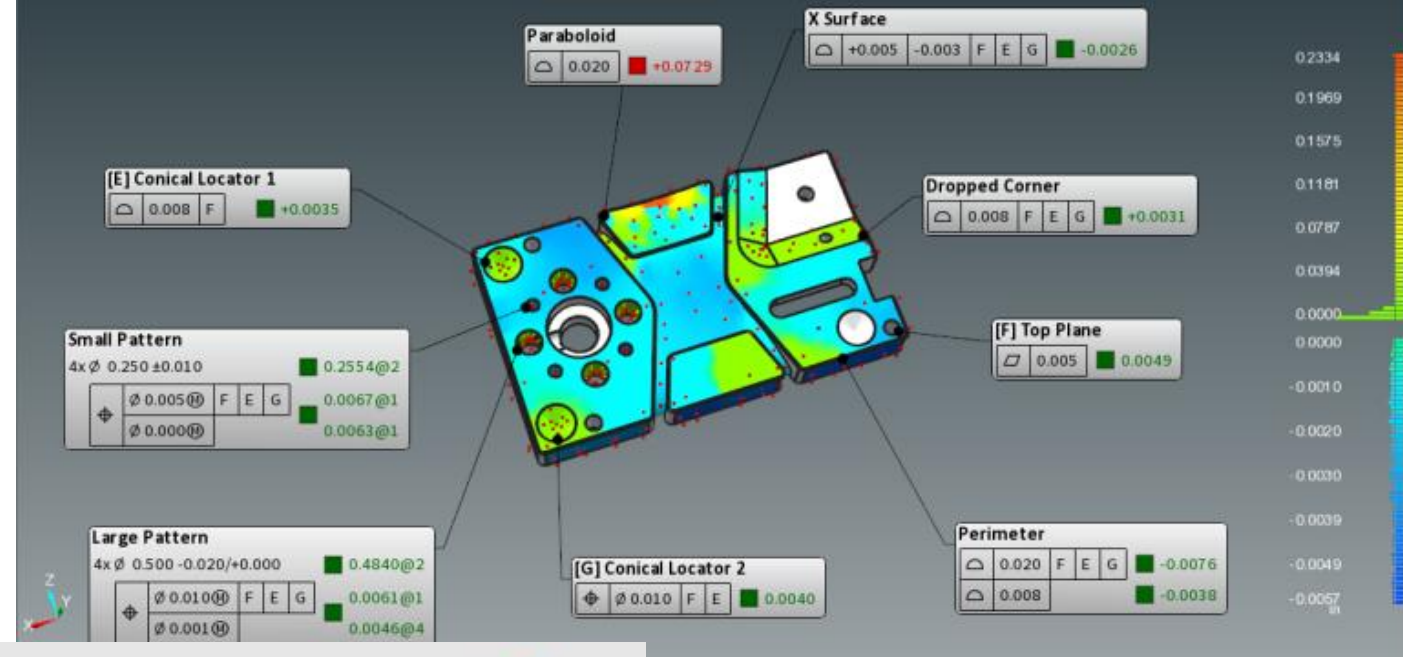 Paraboloid
⌓ 0.020 +0.0729
X Surface
⌓ +0.005 -0.003 F E G -0.0026
[E] Conical Locator 1
⌓ 0.008 F +0.0035
Dropped Corner
⌓ 0.008 F E G +0.0031
Small Pattern
4x Ø 0.250 ±0.010 0.2554@2
⌖ Ø 0.005Ⓜ F E G 0.0067@1
Ø 0.000Ⓜ 0.0063@1
[F] Top Plane
⏥ 0.005 0.0049
Large Pattern
4x Ø 0.500 -0.020/+0.000 0.4840@2
⌖ Ø 0.010Ⓜ F E G 0.0061@1
Ø 0.001Ⓜ 0.0046@4
[G] Conical Locator 2
⌖ Ø 0.010 F E 0.0040
Perimeter
⌓ 0.020 F E G -0.0076
⌓ 0.008 -0.0038
0.2334
0.1969
0.1575
0.1181
0.0787
0.0394
0.0000
0.0000
-0.0010
-0.0020
-0.0030
-0.0039
-0.0049
-0.0057
in
Z
Y
X